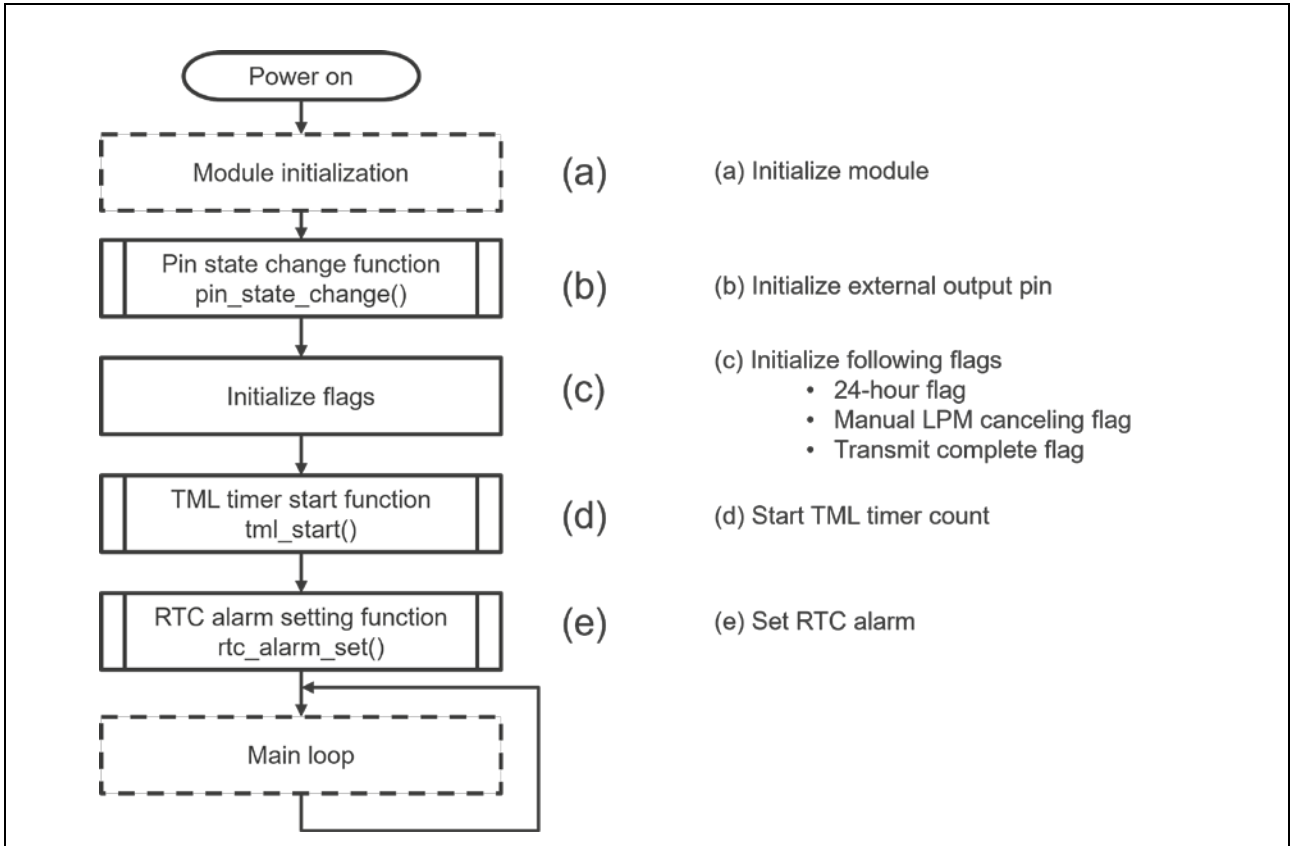 Power on
Module initialization
(a)
(a) Initialize module
Pin state change function
pin_state_change()
(b)
(b) Initialize external output pin
Initialize flags
(c)
(c) Initialize following flags
• 24-hour flag
• Manual LPM canceling flag
• Transmit complete flag
TML timer start function
tml_start()
(d)
(d) Start TML timer count
RTC alarm setting function
rtc_alarm_set()
(e)
(e) Set RTC alarm
Main loop